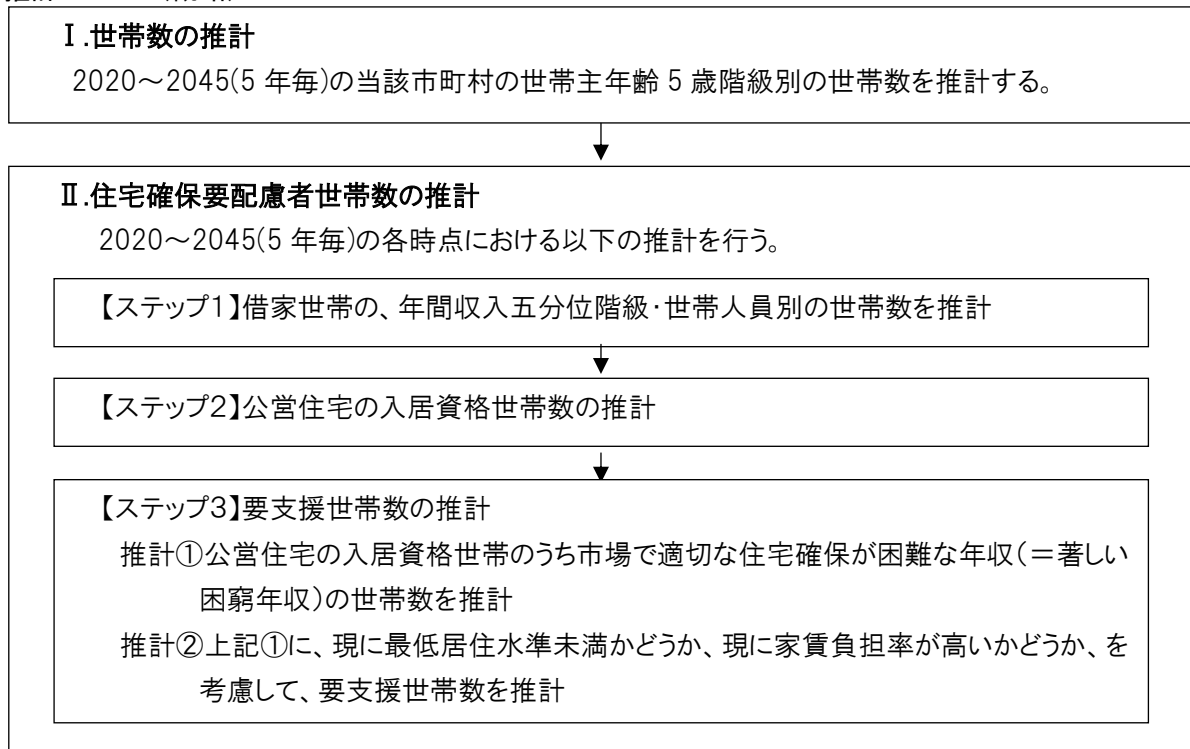 Ⅰ.世帯数の推計
2020～2045(5 年毎)の当該市町村の世帯主年齢 5 歳階級別の世帯数を推計する。
Ⅱ.住宅確保要配慮者世帯数の推計
2020～2045(5 年毎)の各時点における以下の推計を行う。
【ステップ1】借家世帯の、年間収入五分位階級・世帯人員別の世帯数を推計
【ステップ2】公営住宅の入居資格世帯数の推計
【ステップ3】要支援世帯数の推計
推計①公営住宅の入居資格世帯のうち市場で適切な住宅確保が困難な年収(＝著しい
困窮年収)の世帯数を推計
推計②上記①に、現に最低居住水準未満かどうか、現に家賃負担率が高いかどうか、を
考慮して、要支援世帯数を推計